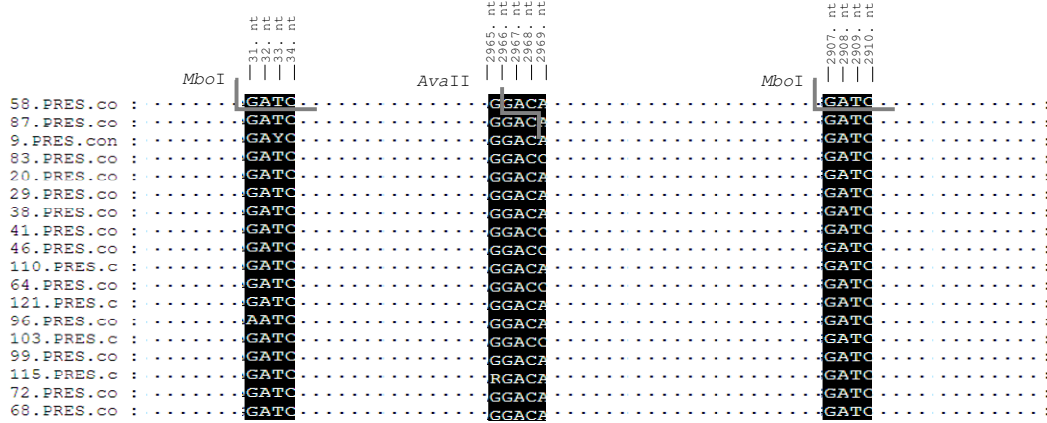 31. nt
32. nt
33. nt
34. nt
2965. nt
2966. nt
2967. nt
2968. nt
2969. nt
2907. nt
2908. nt
2909. nt
2910. nt
MboI AvaII MboI
58.PRES.co : GATC GGACA GATC
87.PRES.co : GATC GGACA GATC
9.PRES.con : GAYC GGACA GATC
83.PRES.co : GATC GGACC GATC
20.PRES.co : GATC GGACA GATC
29.PRES.co : GATC GGACA GATC
38.PRES.co : GATC GGACA GATC
41.PRES.co : GATC GGACC GATC
46.PRES.co : GATC GGACC GATC
110.PRES.c : GATC GGACA GATC
64.PRES.co : GATC GGACC GATC
121.PRES.c : GATC GGACA GATC
96.PRES.co : AATC GGACA GATC
103.PRES.c : GATC GGACC GATC
99.PRES.co : GATC GGACA GATC
115.PRES.c : GATC RGACA GATC
72.PRES.co : GATC GGACA GATC
68.PRES.co : GATC GGACA GATC